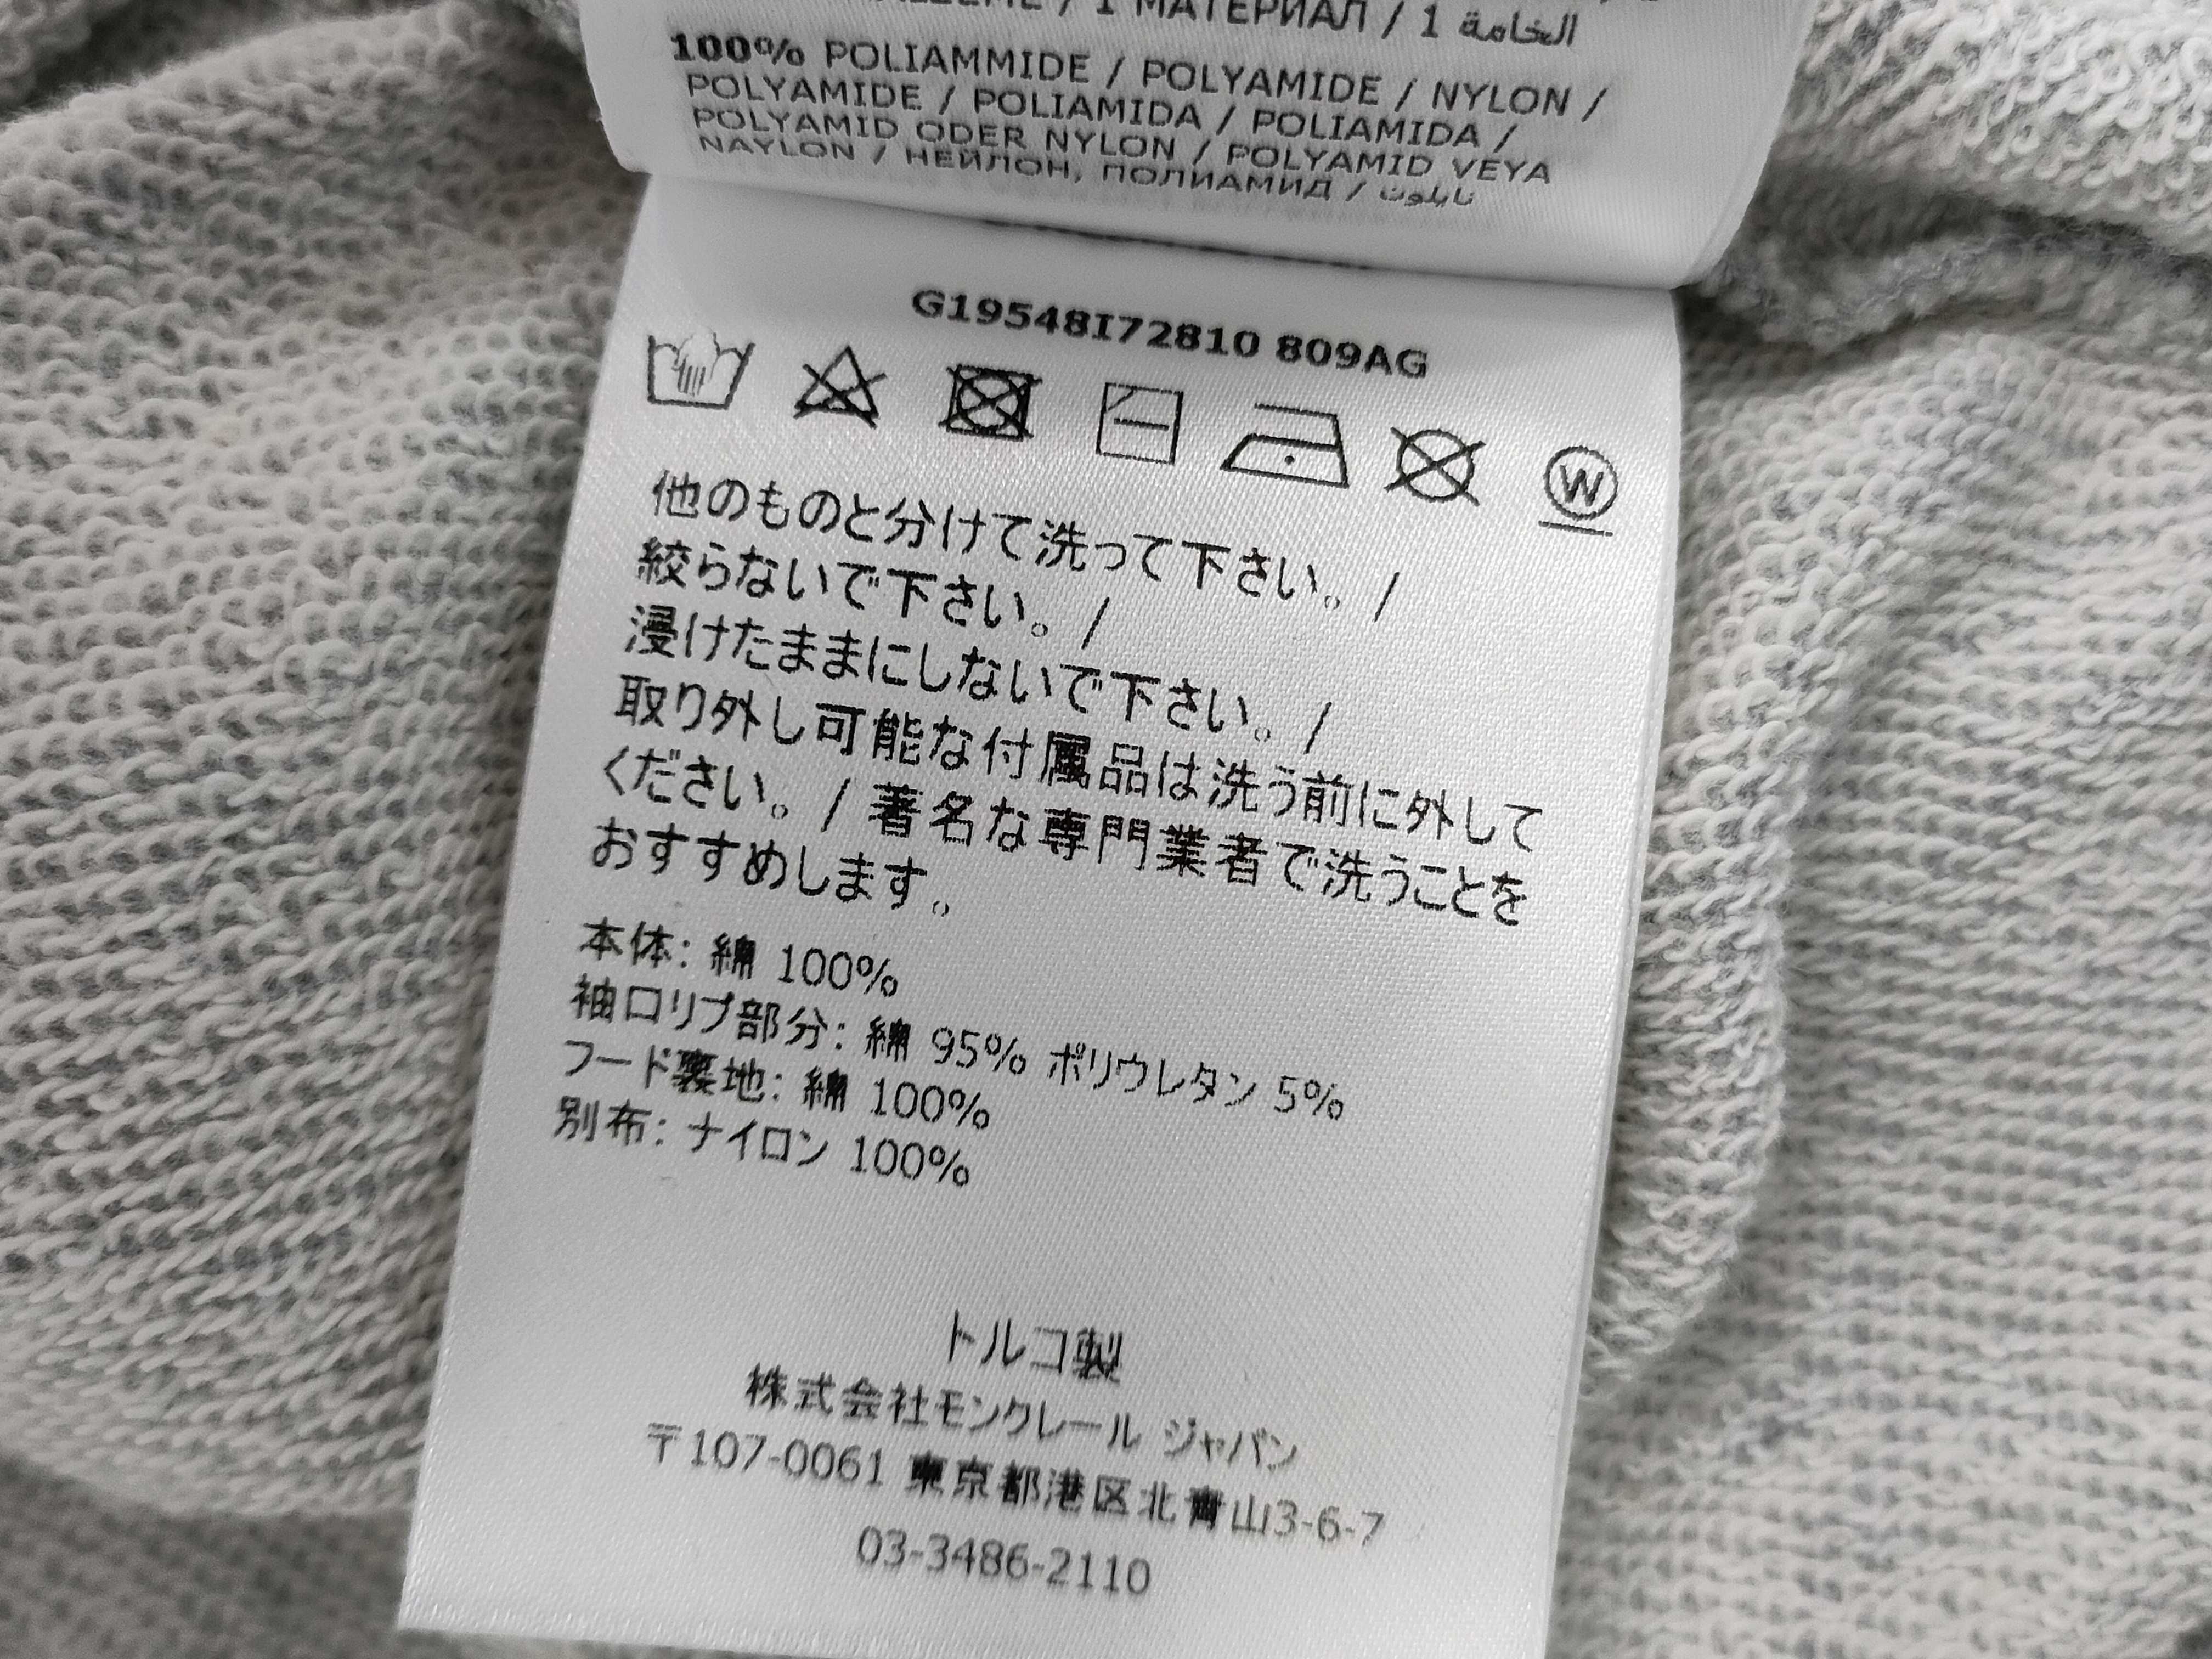 / 1 МАТЕРИАЛ / 1 الخامة
100% POLIAMMIDE / POLYAMIDE / NYLON /
POLYAMIDE / POLIAMIDA / POLIAMIDA /
POLYAMID ODER NYLON / POLYAMID VEYA
NAYLON / НЕЙЛОН, ПОЛИАМИД / نايلون
G19548I72810 809AG
W
他のものと分けて洗って下さい。/
絞らないで下さい。/
浸けたままにしないで下さい。/
取り外し可能な付属品は洗う前に外して
ください。/ 著名な専門業者で洗うことを
おすすめします。
本体: 綿 100%
袖口リブ部分: 綿 95% ポリウレタン 5%
フード裏地: 綿 100%
別布: ナイロン 100%
トルコ製
株式会社モンクレール ジャパン
〒107-0061 東京都港区北青山3-6-7
03-3486-2110